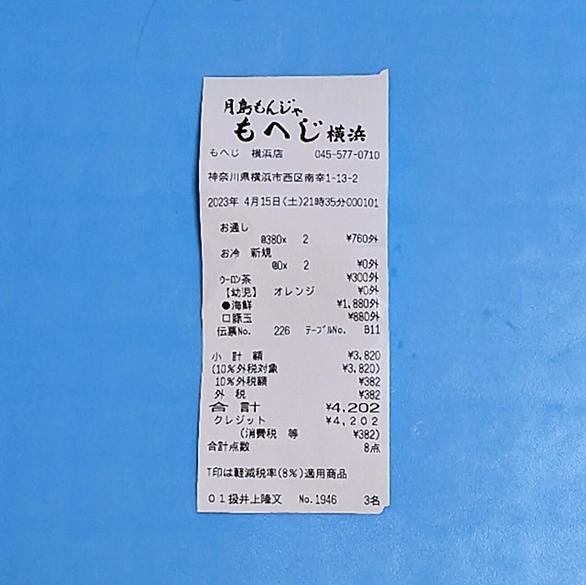 月島もんじゃ
もへじ 横浜
もへじ 横浜店 045-577-0710
神奈川県横浜市西区南幸1-13-2
2023年 4月15日(土)21時35分000101
お通し
@380x 2 ¥760外
お冷 新規
@0x 2 ¥0外
ウーロン茶 ¥300外
【幼児】 オレンジ ¥0外
●海鮮 ¥1,880外
口豚玉 ¥880外
伝票No. 226 テーブルNo. B11
小計額 ¥3,820
(10%外税対象 ¥3,820)
10%外税額 ¥382
外税 ¥382
合計 ¥4,202
クレジット ¥4,202
(消費税 等 ¥382)
合計点数 8点
T印は軽減税率(8%)適用商品
01扱井上隆文 No.1946 3名